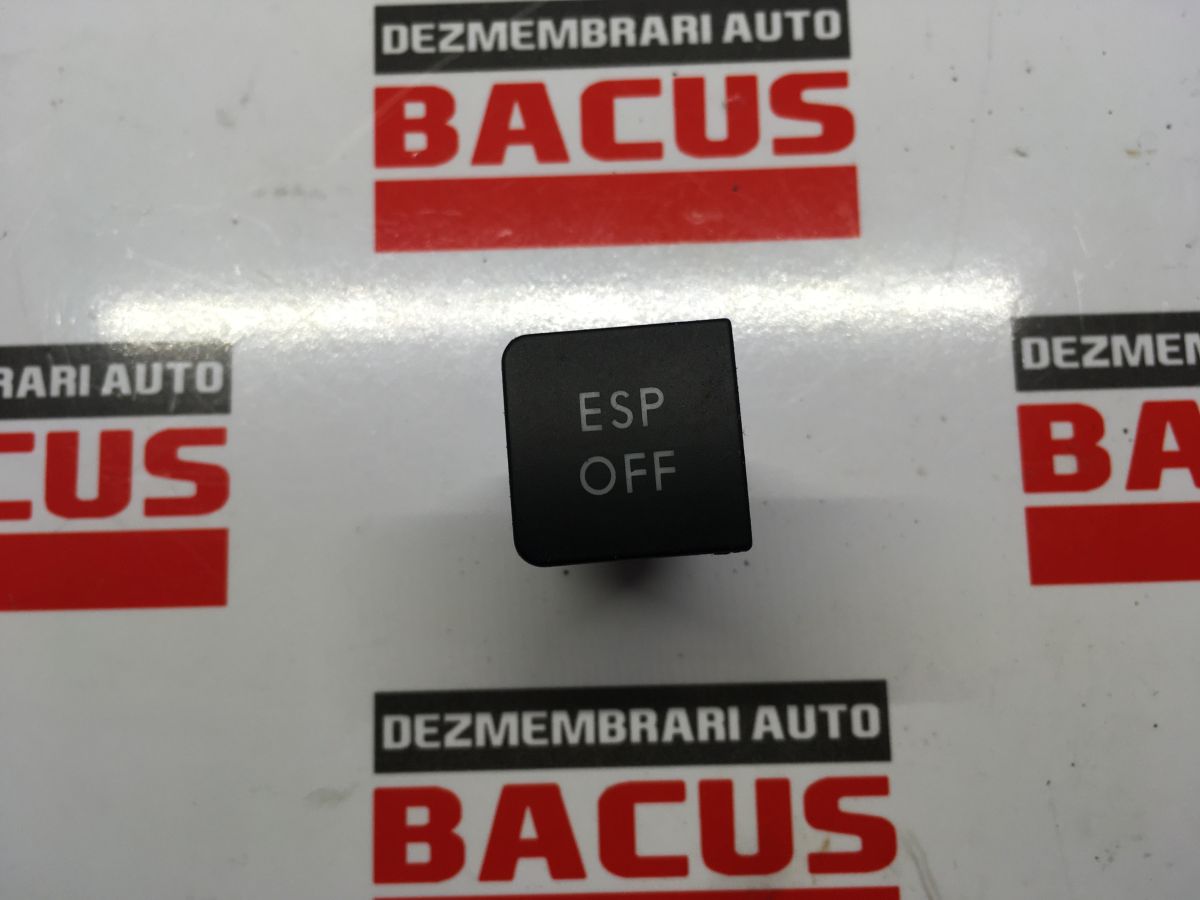 DEZMEMBRARI AUTO
BACUS
RARI AUTO
CUS
DEZMEM
BA
ESP
OFF
DEZMEMBRARI AUTO
BACUS